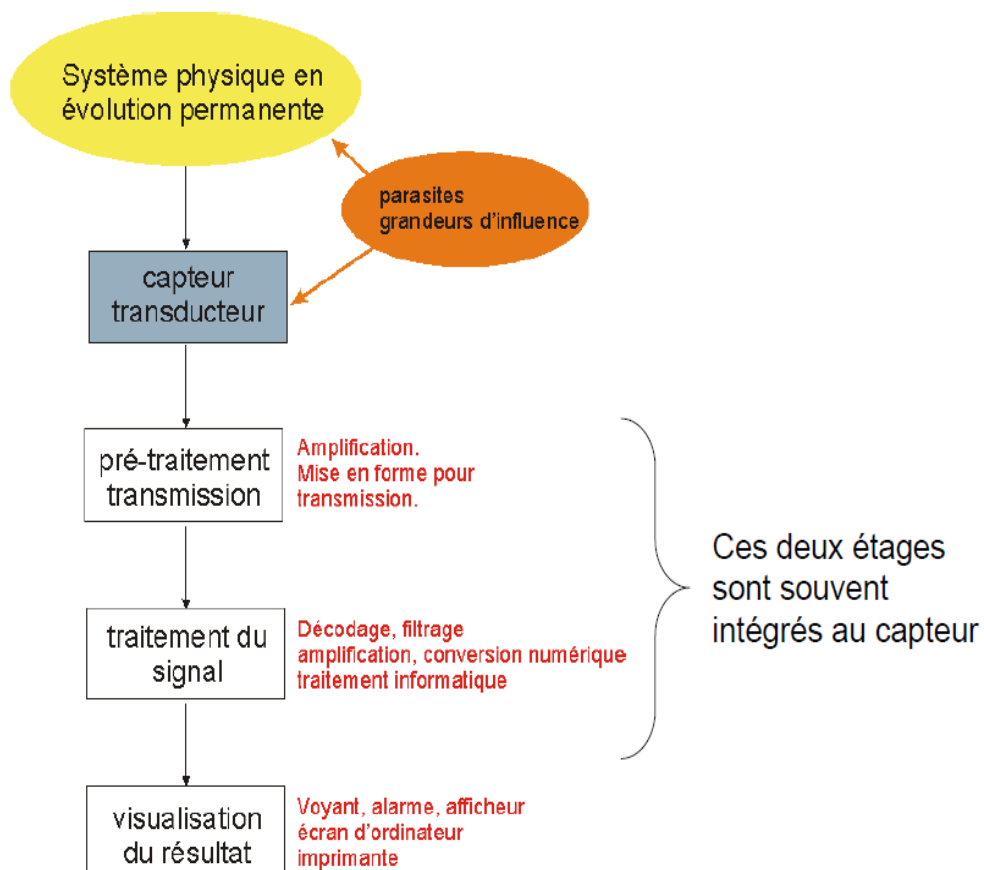 Système physique en
évolution permanente
parasites
grandeurs d'influence
capteur
transducteur
pré-traitement
transmission
Amplification.
Mise en forme pour
transmission.
Ces deux étages
sont souvent
intégrés au capteur
traitement du
signal
Décodage, filtrage
amplification, conversion numérique
traitement informatique
visualisation
du résultat
Voyant, alarme, afficheur
écran d'ordinateur
imprimante